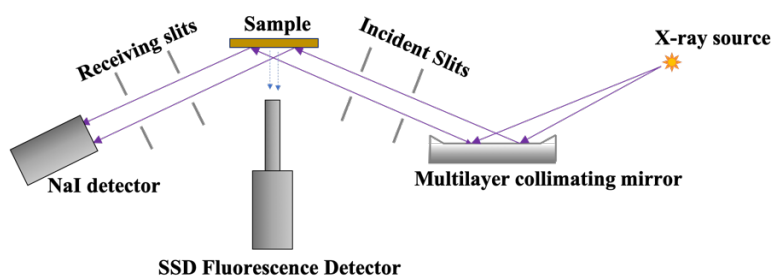 Sample
X-ray source
Receiving slits
Incident Slits
NaI detector
Multilayer collimating mirror
SSD Fluorescence Detector